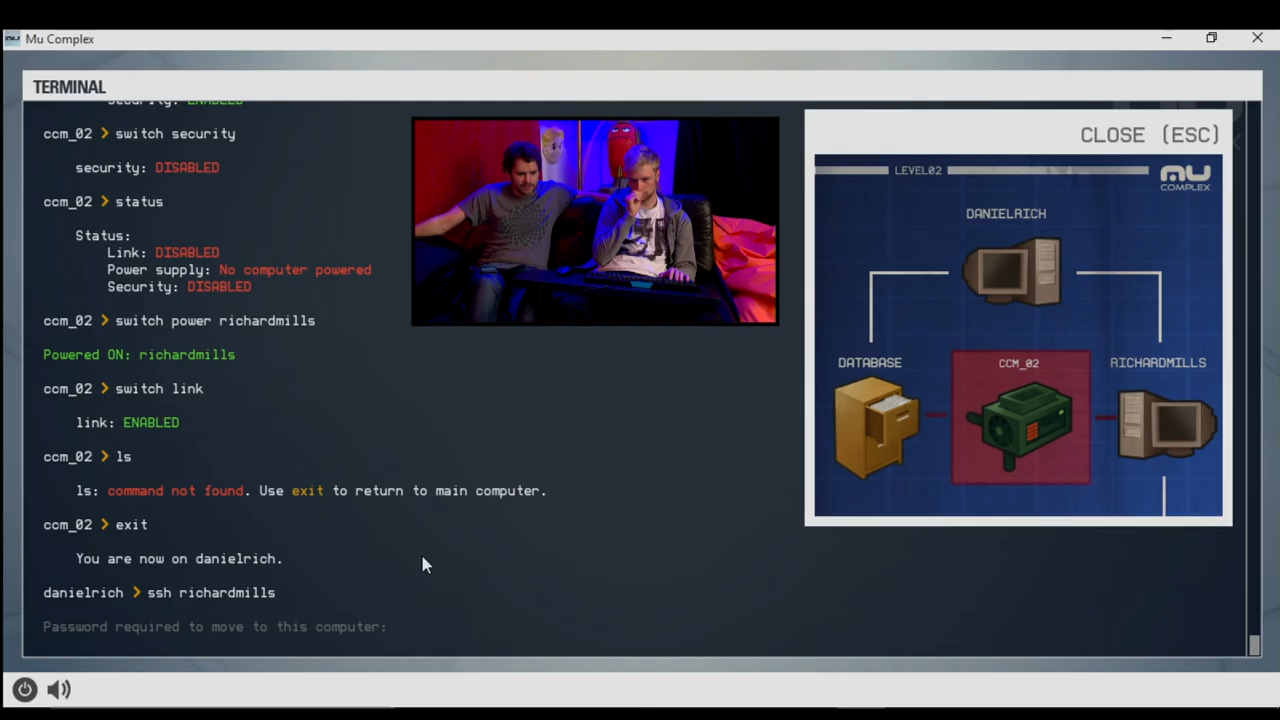 Mu Complex
TERMINAL
Security: ENABLED
ccm_02 > switch security
security: DISABLED
ccm_02 > status
Status:
Link: DISABLED
Power supply: No computer powered
Security: DISABLED
ccm_02 > switch power richardmills
Powered ON: richardmills
ccm_02 > switch link
link: ENABLED
ccm_02 > ls
ls: command not found. Use exit to return to main computer.
ccm_02 > exit
You are now on danielrich.
danielrich > ssh richardmills
Password required to move to this computer:
CLOSE (ESC)
LEVEL02
MU
COMPLEX
DANIELRICH
DATABASE
CCM_02
RICHARDMILLS